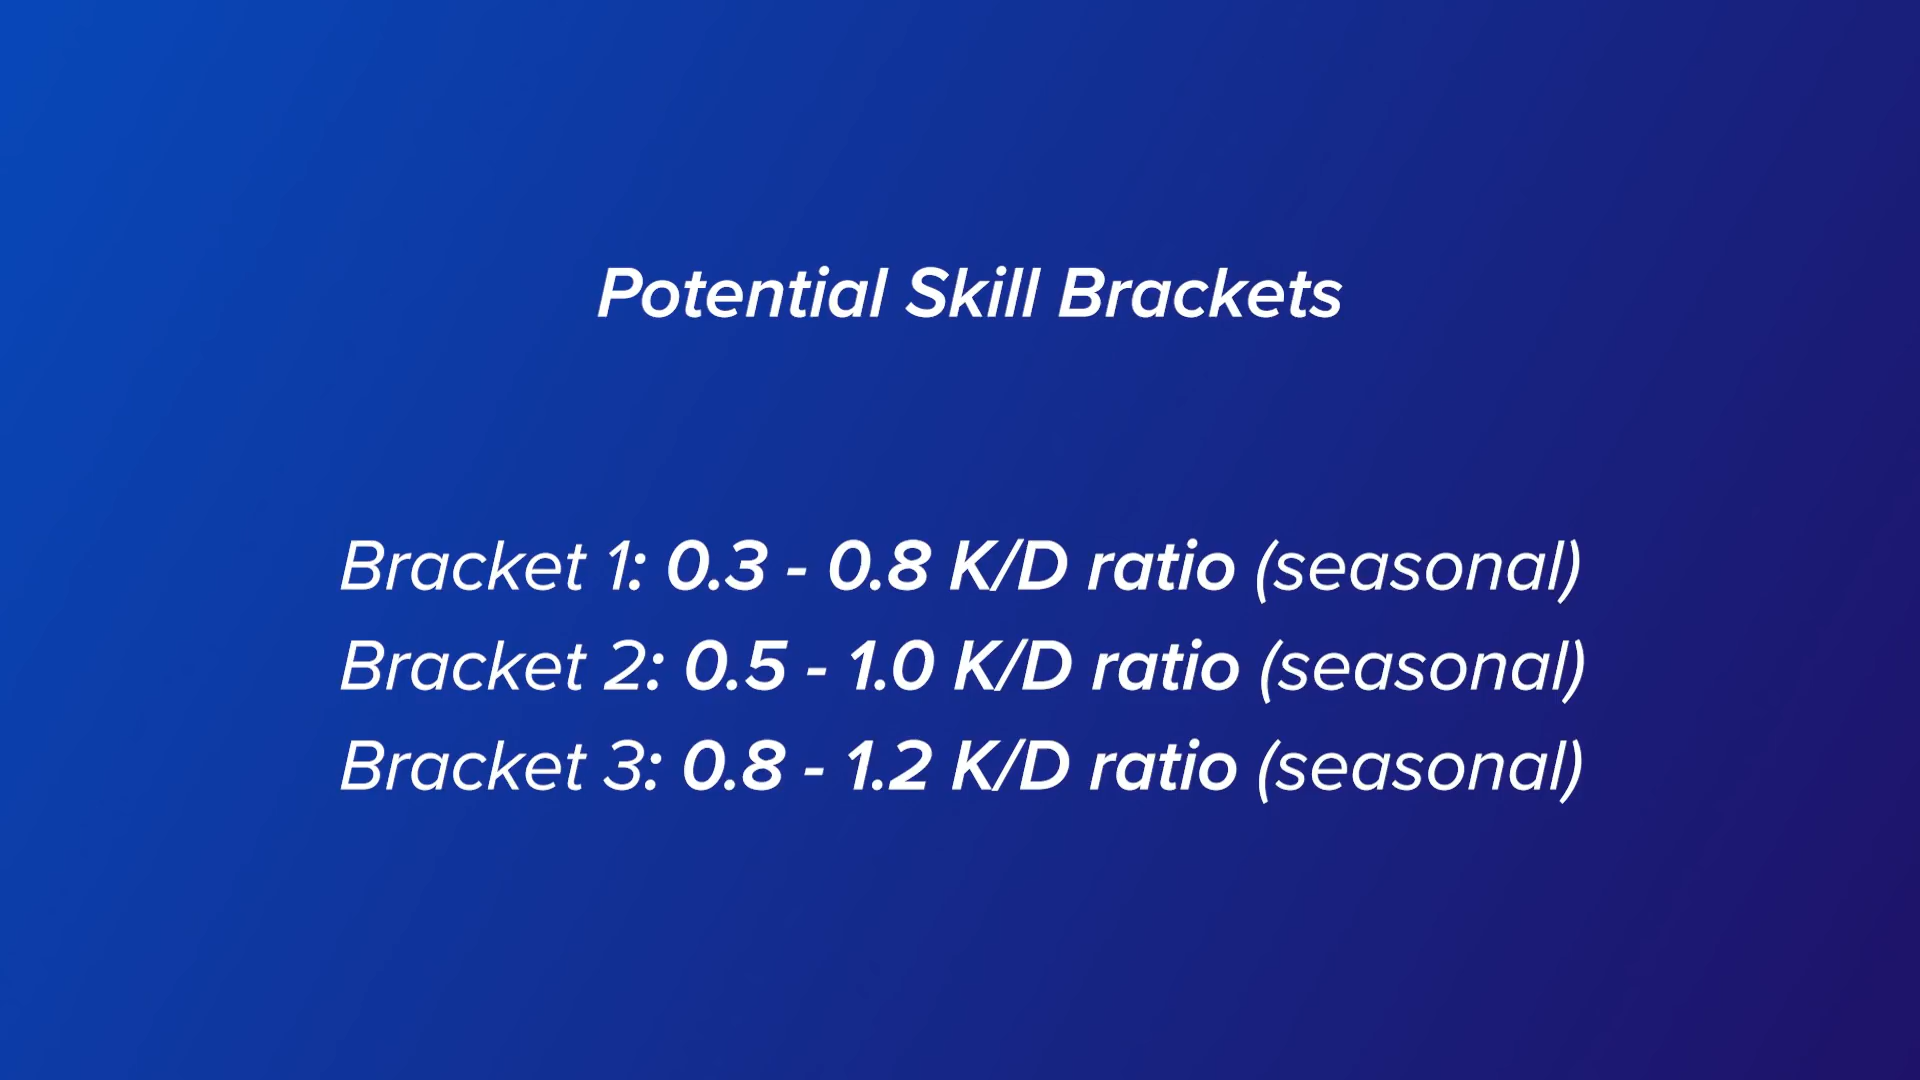 Potential Skill Brackets
Bracket 1: 0.3 - 0.8 K/D ratio (seasonal)
Bracket 2: 0.5 - 1.0 K/D ratio (seasonal)
Bracket 3: 0.8 - 1.2 K/D ratio (seasonal)